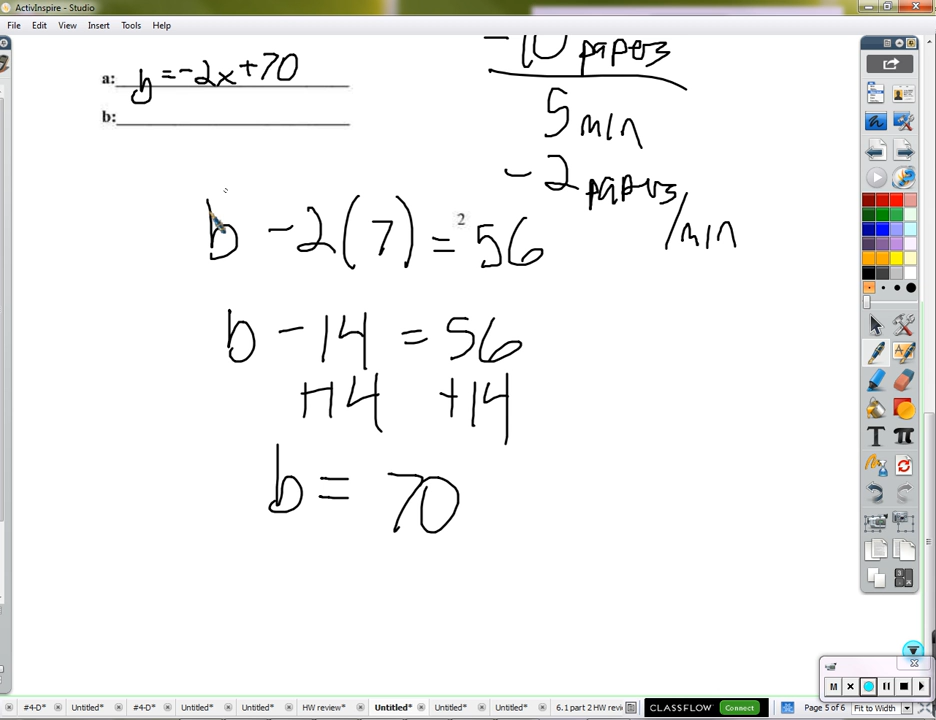 ActivInspire - Studio
File Edit View Insert Tools Help
-10 papers
a: b = -2x +70
5 min
b:
-2 papers/min
b - 2(7) = 56
2
b - 14 = 56
+14 +14
b = 70
#4-D* Untitled* #4-D* Untitled* Untitled* HW review* Untitled* Untitled* Untitled* 6.1 part 2 HW revi CLASSFLOW Connect Page 5 of 6 Fit to Width
M